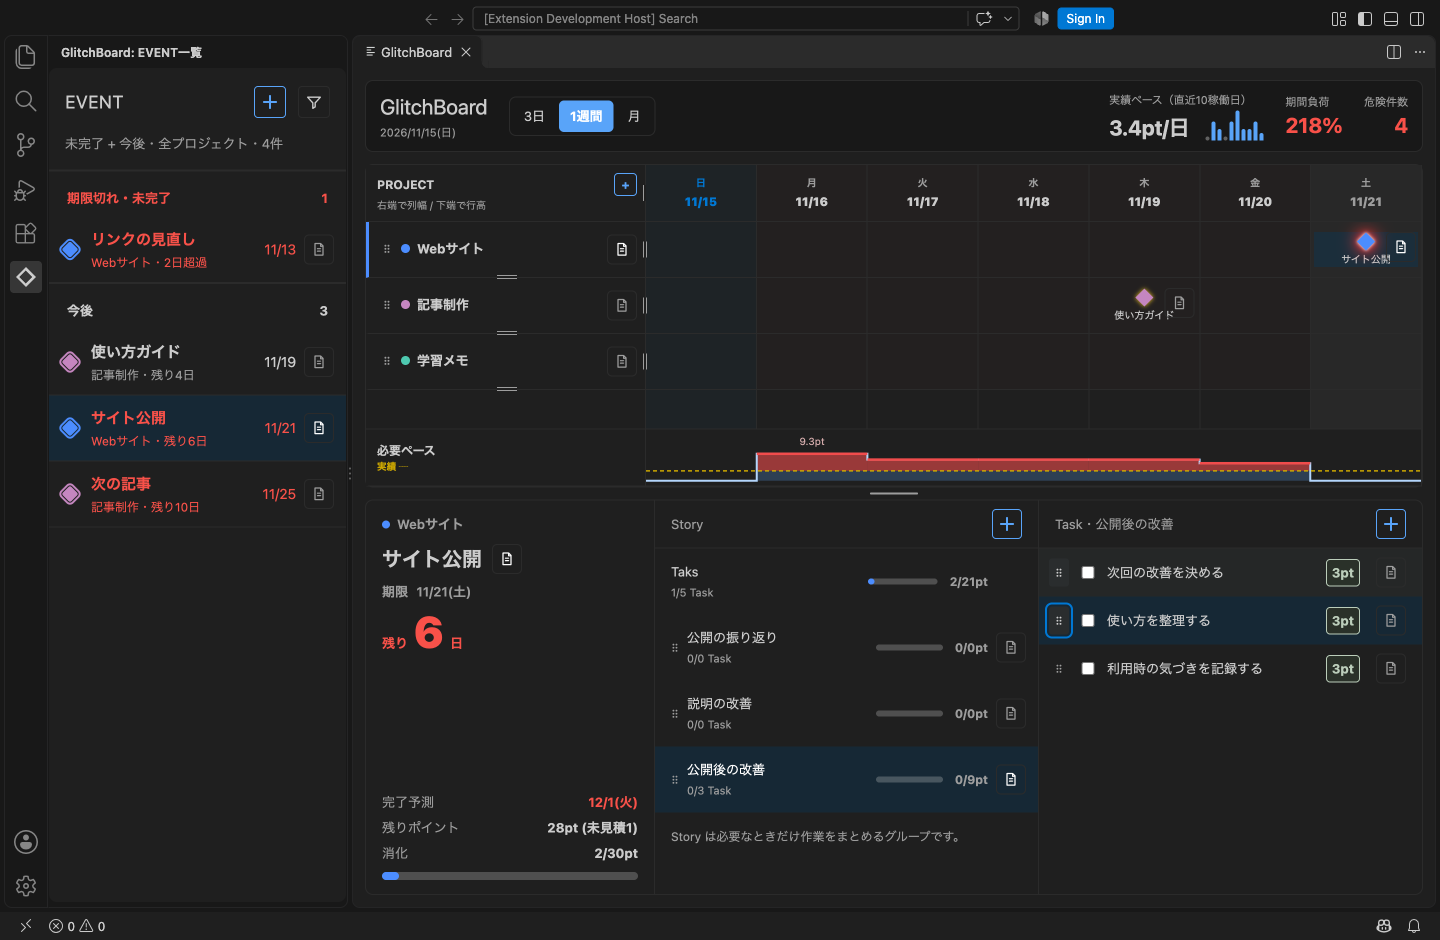 [Extension Development Host] Search
Sign In
GlitchBoard: EVENT一覧
EVENT
未完了 + 今後・全プロジェクト・4件
期限切れ・未完了 1
リンクの見直し
Webサイト・2日超過
11/13
今後 3
使い方ガイド
記事制作・残り4日
11/19
サイト公開
Webサイト・残り6日
11/21
次の記事
記事制作・残り10日
11/25
GlitchBoard
GlitchBoard
2026/11/15(日)
3日 1週間 月
実績ペース（直近10稼働日）
3.4pt/日
期間負荷
218%
危険件数
4
PROJECT
右端で列幅 / 下端で行高
日 月 火 水 木 金 土
11/15 11/16 11/17 11/18 11/19 11/20 11/21
Webサイト
サイト公開
記事制作
使い方ガイド
学習メモ
必要ペース
実績
9.3pt
Webサイト
サイト公開
期限 11/21(土)
残り 6 日
完了予測 12/1(火)
残りポイント 28pt (未見積1)
消化 2/30pt
Story
Taks
1/5 Task
2/21pt
公開の振り返り
0/0 Task
0/0pt
説明の改善
0/0 Task
0/0pt
公開後の改善
0/3 Task
0/9pt
Story は必要なときだけ作業をまとめるグループです。
Task・公開後の改善
次回の改善を決める 3pt
使い方を整理する 3pt
利用時の気づきを記録する 3pt
0 0